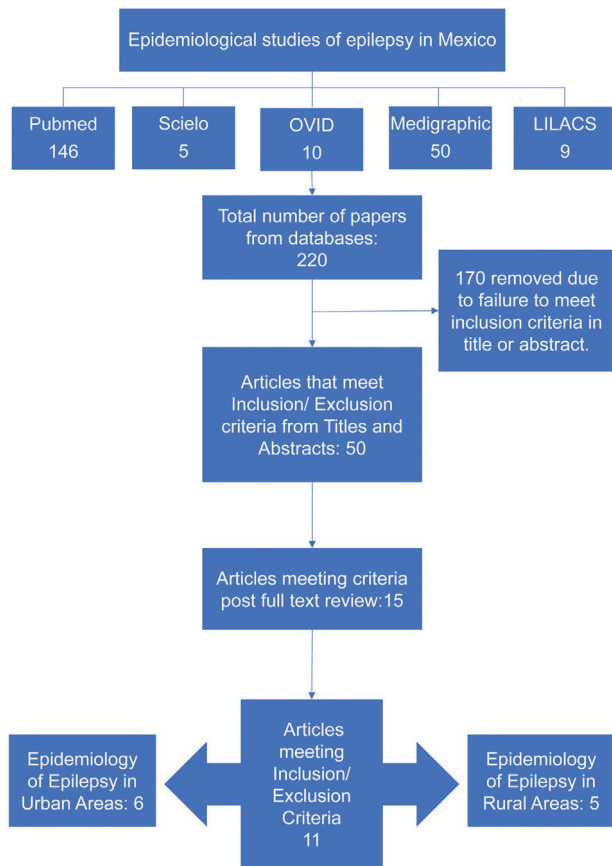 Epidemiological studies of epilepsy in Mexico
Pubmed
146
Scielo
5
OVID
10
Medigraphic
50
LILACS
9
Total number of papers
from databases:
220
170 removed due
to failure to meet
inclusion criteria in
title or abstract.
Articles that meet
Inclusion/ Exclusion
criteria from Titles and
Abstracts: 50
Articles meeting criteria
post full text review:15
Epidemiology
of Epilepsy in
Urban Areas: 6
Articles
meeting
Inclusion/
Exclusion
Criteria
11
Epidemiology
of Epilepsy in
Rural Areas: 5